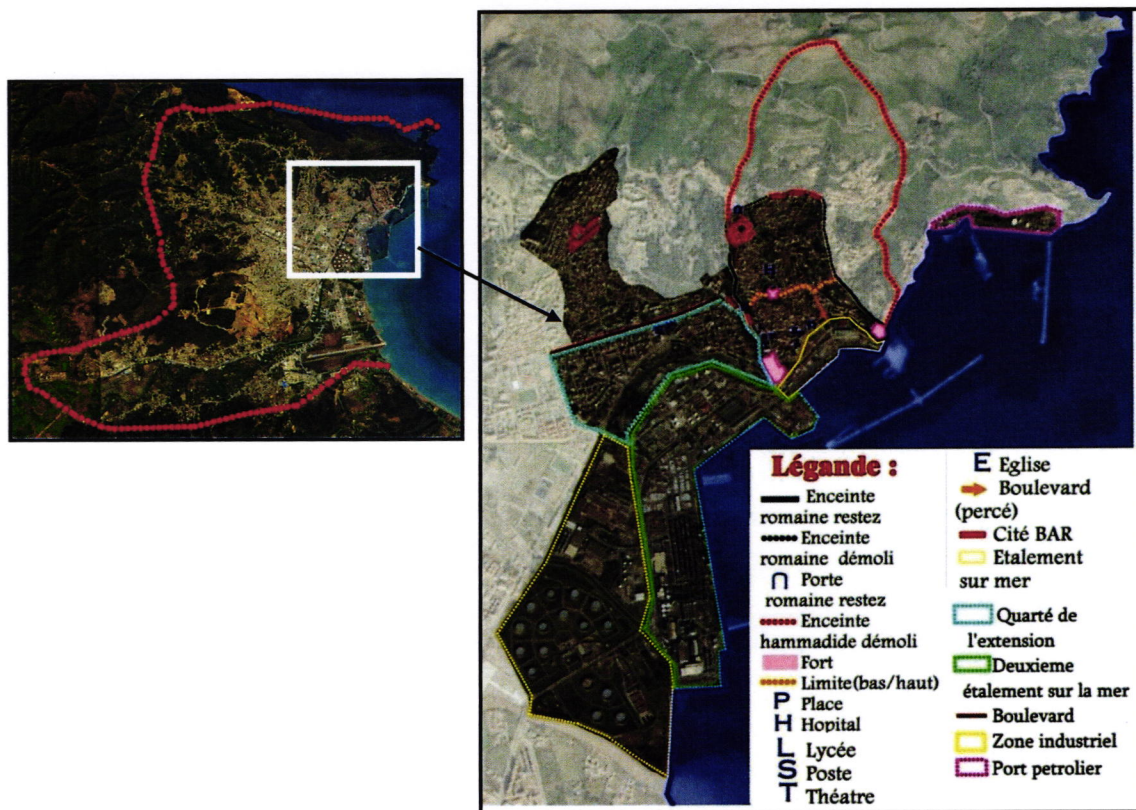 Légande :
Enceinte
romaine restez
Enceinte
romaine démoli
Porte
romaine restez
Enceinte
hammadide démoli
Fort
Limite(bas/haut)
P Place
H Hopital
L Lycée
S Poste
T Théatre
E Eglise
Boulevard
(percé)
Cité BAR
Etalement
sur mer
Quarté de
l'extension
Deuxieme
étalement sur la mer
Boulevard
Zone industriel
Port petrolier